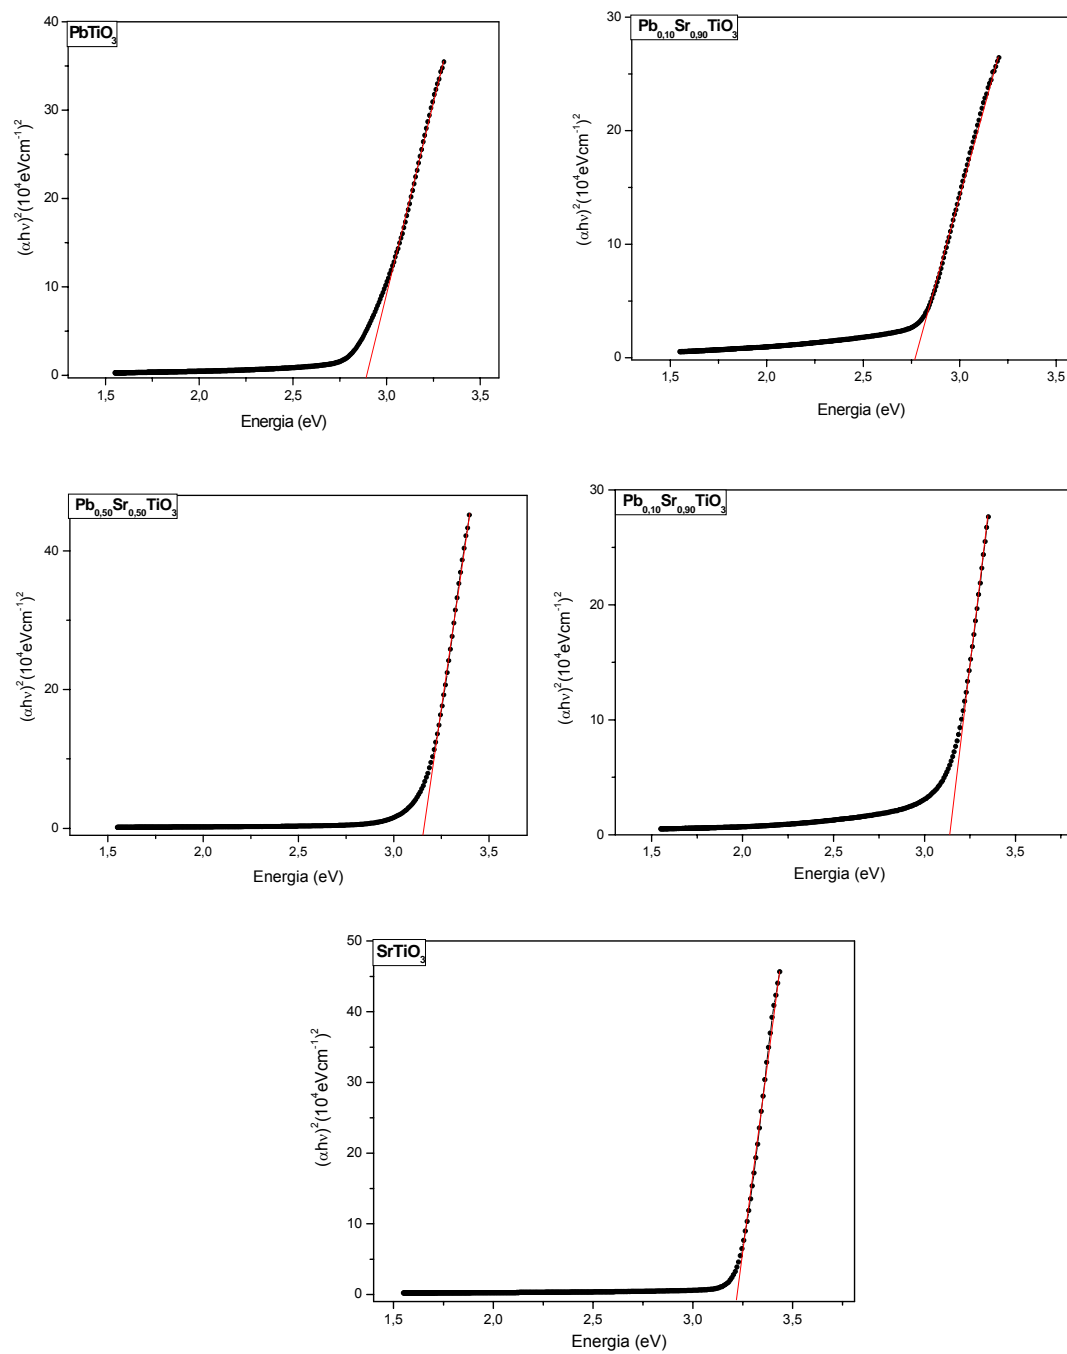 PbTiO3
40
30
20
10
0
1,5 2,0 2,5 3,0 3,5
(αhν)2(104eVcm-1)2
Energia (eV)
Pb0,10Sr0,90TiO3
30
20
10
0
1,5 2,0 2,5 3,0 3,5
(αhν)2(104eVcm-1)2
Energia (eV)
Pb0,50Sr0,50TiO3
40
20
0
1,5 2,0 2,5 3,0 3,5
(αhν)2(104eVcm-1)2
Energia (eV)
Pb0,10Sr0,90TiO3
30
20
10
0
1,5 2,0 2,5 3,0 3,5
(αhν)2(104eVcm-1)2
Energia (eV)
SrTiO3
50
40
30
20
10
0
1,5 2,0 2,5 3,0 3,5
(αhν)2(104eVcm-1)2
Energia (eV)